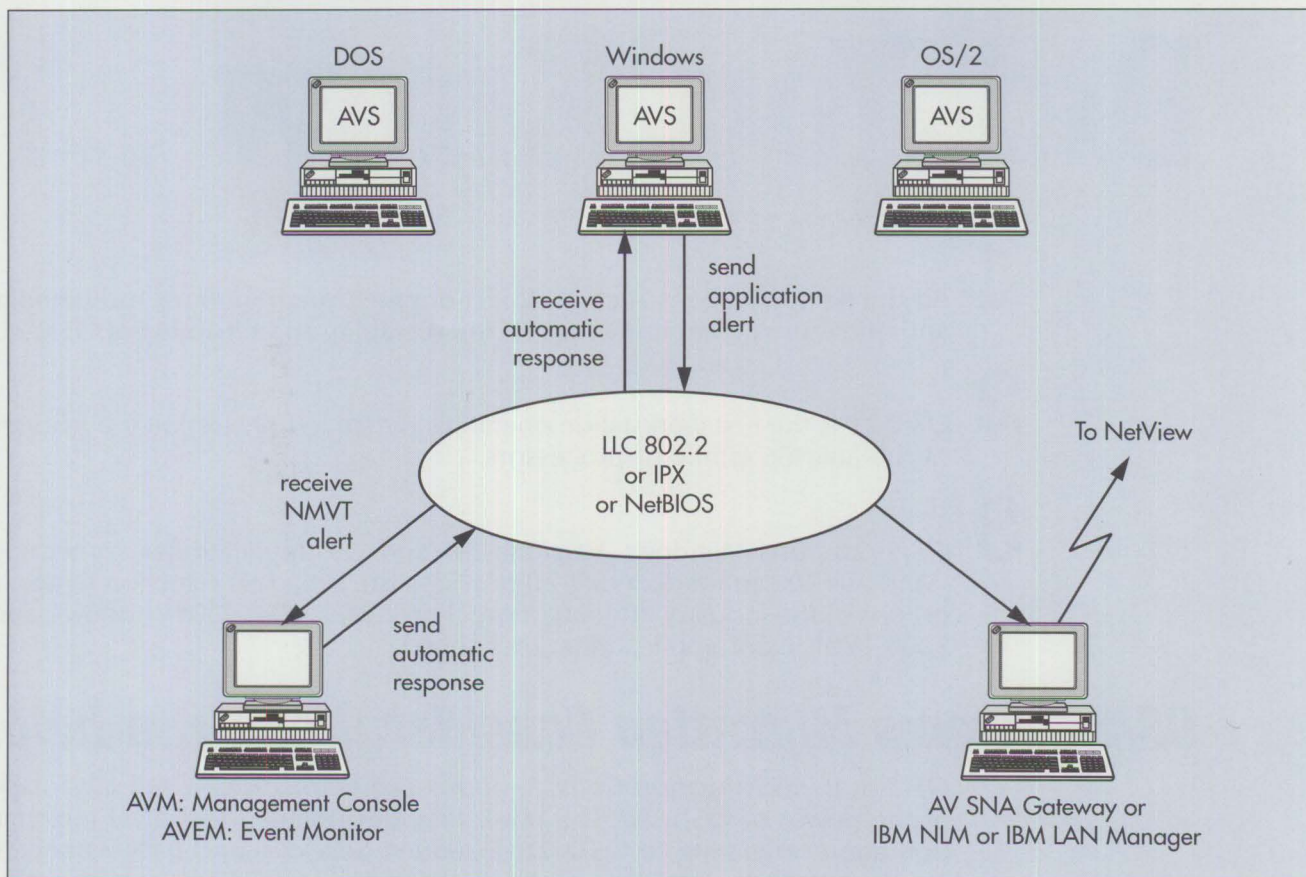 DOS
Windows
OS/2
AVS
AVS
AVS
receive
automatic
response
send
application
alert
LLC 802.2
or IPX
or NetBIOS
To NetView
receive
NMVT
alert
send
automatic
response
AVM: Management Console
AVEM: Event Monitor
AV SNA Gateway or
IBM NLM or IBM LAN Manager